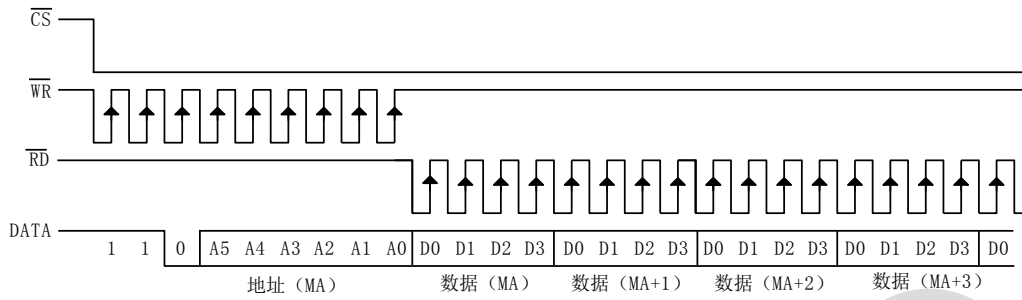 CS
WR
RD
DATA 1 1 0 A5 A4 A3 A2 A1 A0 D0 D1 D2 D3 D0 D1 D2 D3 D0 D1 D2 D3 D0 D1 D2 D3 D0
地址（MA） 数据（MA） 数据（MA+1） 数据（MA+2） 数据（MA+3）